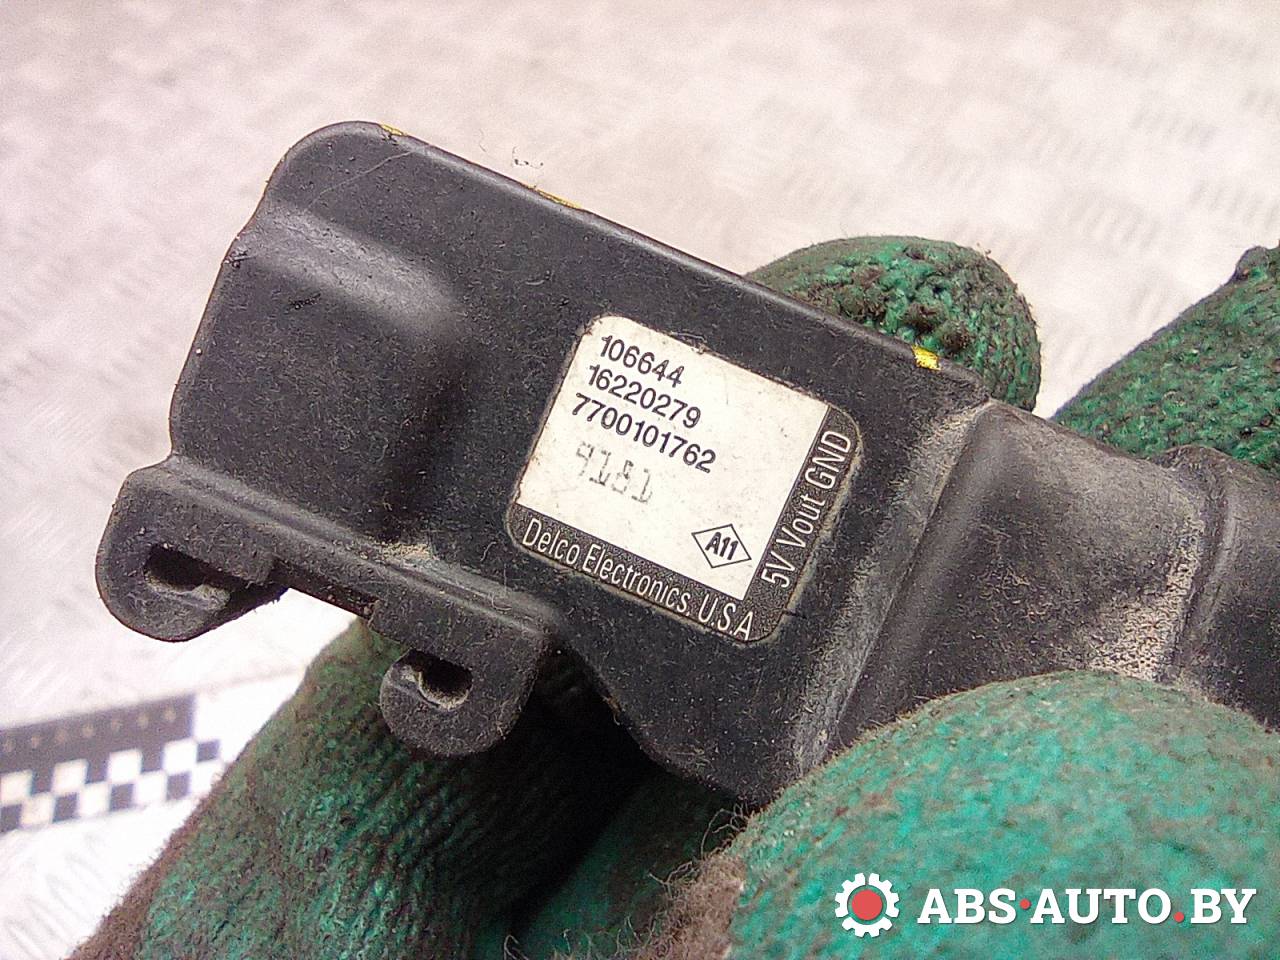 106644
16220279
7700101762
A11
Delco Electronics U.S.A
5V Vout GND
ABS·AUTO.BY